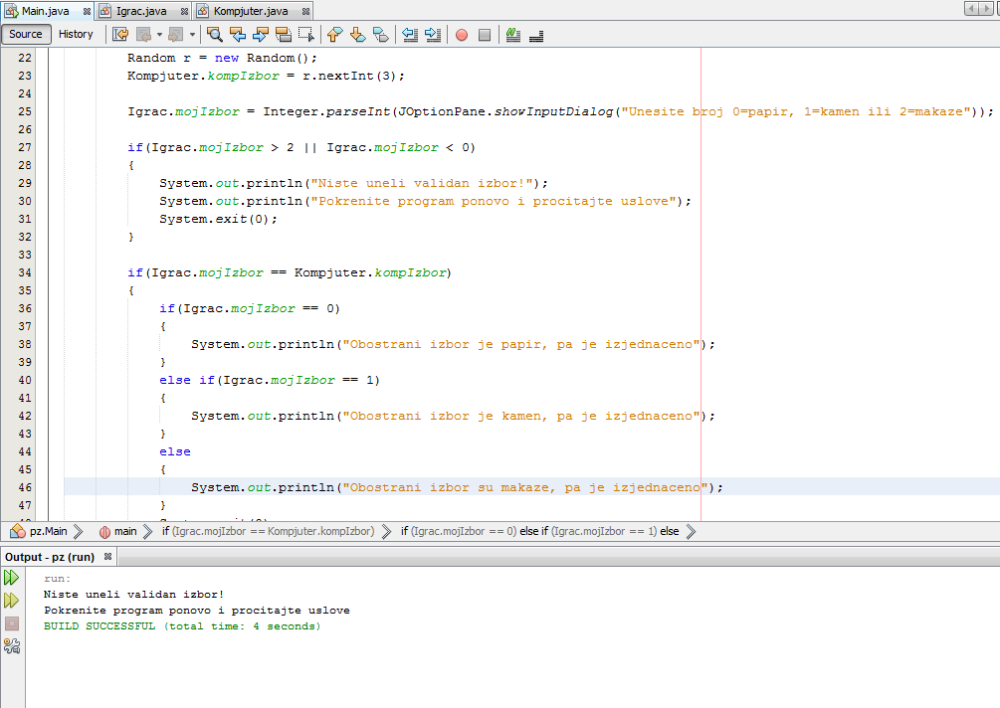 Main.java Igrac.java Kompjuter.java
Source History
22 Random r = new Random();
23 Kompjuter.kompIzbor = r.nextInt(3);
24
25 Igrac.mojIzbor = Integer.parseInt(JOptionPane.showInputDialog("Unesite broj 0=papir, 1=kamen ili 2=makaze"));
26
27 if(Igrac.mojIzbor > 2 || Igrac.mojIzbor < 0)
28 {
29 System.out.println("Niste uneli validan izbor!");
30 System.out.println("Pokrenite program ponovo i procitajte uslove");
31 System.exit(0);
32 }
33
34 if(Igrac.mojIzbor == Kompjuter.kompIzbor)
35 {
36 if(Igrac.mojIzbor == 0)
37 {
38 System.out.println("Obostrani izbor je papir, pa je izjednaceno");
39 }
40 else if(Igrac.mojIzbor == 1)
41 {
42 System.out.println("Obostrani izbor je kamen, pa je izjednaceno");
43 }
44 else
45 {
46 System.out.println("Obostrani izbor su makaze, pa je izjednaceno");
47 }
pz.Main main if (Igrac.mojIzbor == Kompjuter.kompIzbor) if (Igrac.mojIzbor == 0) else if (Igrac.mojIzbor == 1) else
Output - pz (run)
run:
Niste uneli validan izbor!
Pokrenite program ponovo i procitajte uslove
BUILD SUCCESSFUL (total time: 4 seconds)